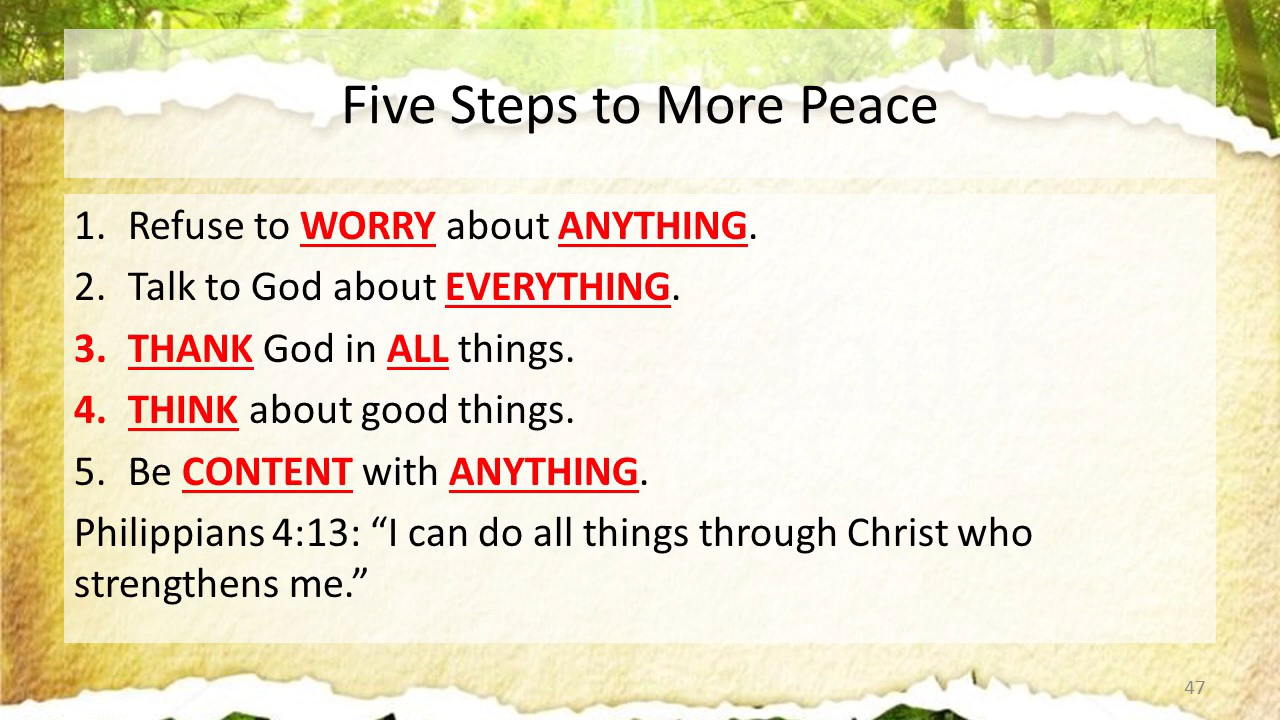 Five Steps to More Peace
1. Refuse to WORRY about ANYTHING.
2. Talk to God about EVERYTHING.
3. THANK God in ALL things.
4. THINK about good things.
5. Be CONTENT with ANYTHING.
Philippians 4:13: “I can do all things through Christ who
strengthens me.”
47